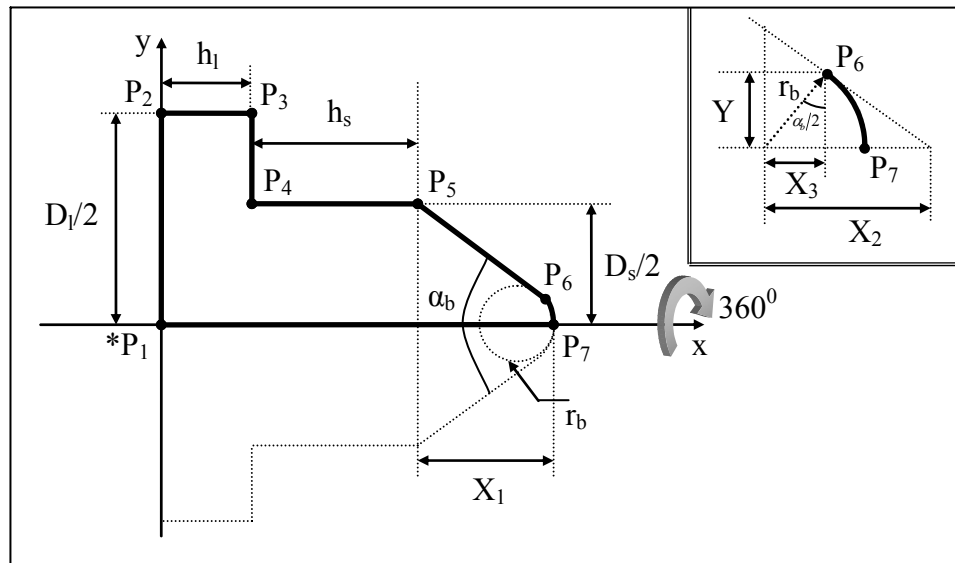 y
h_l
P_2
P_3
h_s
P_4
P_5
D_l/2
D_s/2
P_6
α_b
360^0
*P_1
P_7
x
r_b
X_1
P_6
Y
r_b
α_b/2
P_7
X_3
X_2